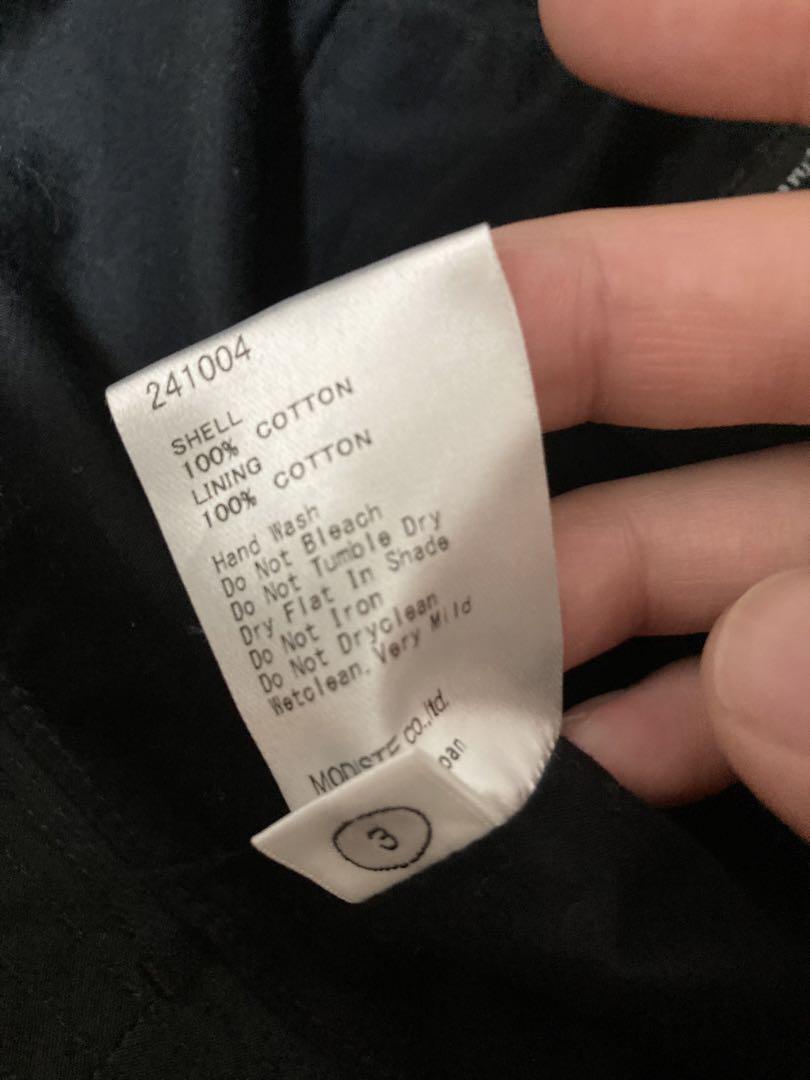 241004
SHELL
100% COTTON
LINING
100% COTTON
Hand Wash
Do Not Bleach
Do Not Tumble Dry
Dry Flat In Shade
Do Not Iron
Do Not Dryclean
Wetclean.Very Mild
MODISTE co.,ltd.
3